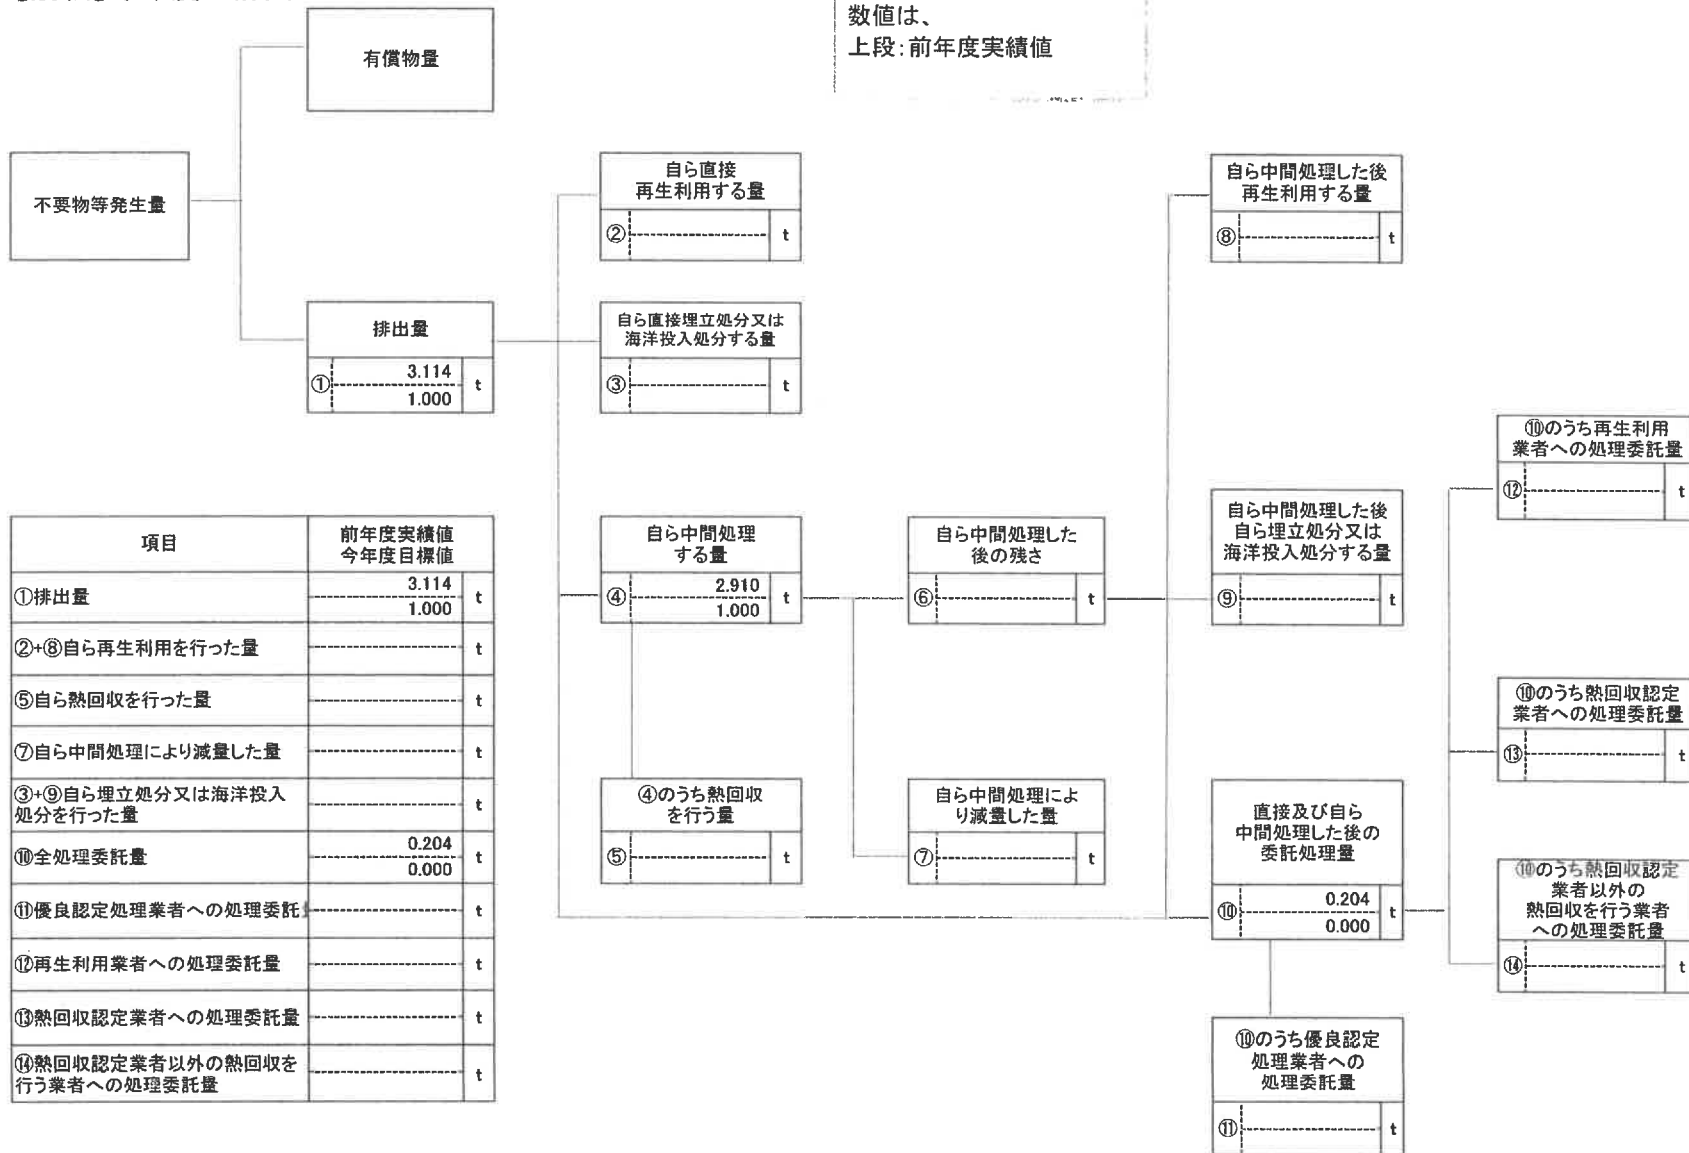 数値は、
上段:前年度実績値
有償物量
不要物等発生量
排出量
① 3.114 t
1.000
自ら直接
再生利用する量
② t
自ら直接埋立処分又は
海洋投入処分する量
③ t
自ら中間処理
する量
④ 2.910 t
1.000
④のうち熱回収
を行う量
⑤ t
自ら中間処理した
後の残さ
⑥ t
自ら中間処理によ
り減量した量
⑦ t
自ら中間処理した後
再生利用する量
⑧ t
自ら中間処理した後
自ら埋立処分又は
海洋投入処分する量
⑨ t
直接及び自ら
中間処理した後の
委託処理量
⑩ 0.204 t
0.000
⑩のうち優良認定
処理業者への
処理委託量
⑪ t
⑩のうち再生利用
業者への処理委託量
⑫ t
⑩のうち熱回収認定
業者への処理委託量
⑬ t
⑩のうち熱回収認定
業者以外の
熱回収を行う業者
への処理委託量
⑭ t
項目 前年度実績値
今年度目標値
①排出量 3.114 t
1.000
②+⑧自ら再生利用を行った量 t
⑤自ら熱回収を行った量 t
⑦自ら中間処理により減量した量 t
③+⑨自ら埋立処分又は海洋投入
処分を行った量 t
⑩全処理委託量 0.204 t
0.000
⑪優良認定処理業者への処理委託 t
⑫再生利用業者への処理委託量 t
⑬熱回収認定業者への処理委託量 t
⑭熱回収認定業者以外の熱回収を
行う業者への処理委託量 t